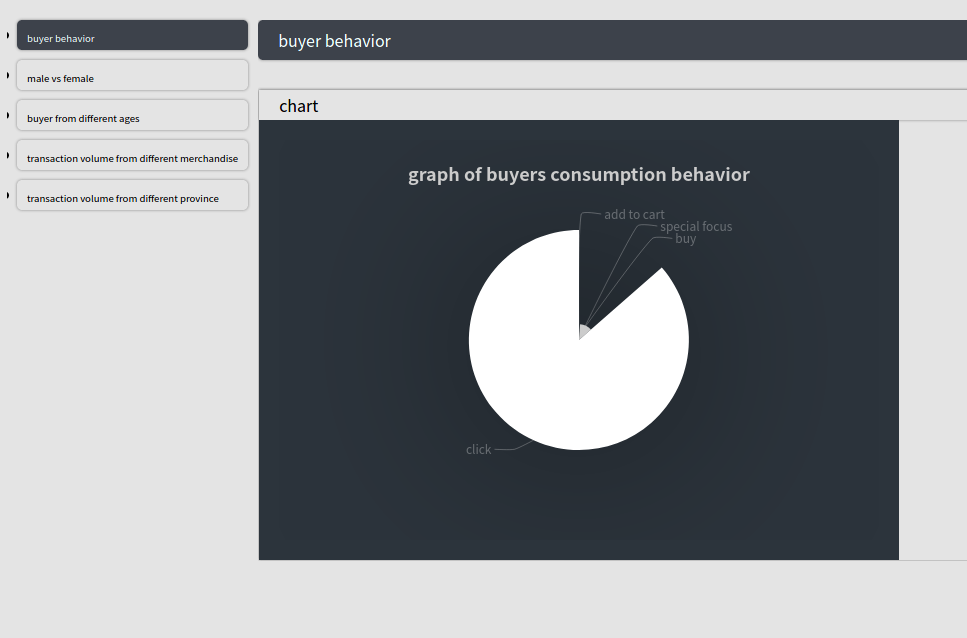 buyer behavior
male vs female
buyer from different ages
transaction volume from different merchandise
transaction volume from different province
buyer behavior
chart
graph of buyers consumption behavior
add to cart
special focus
buy
click